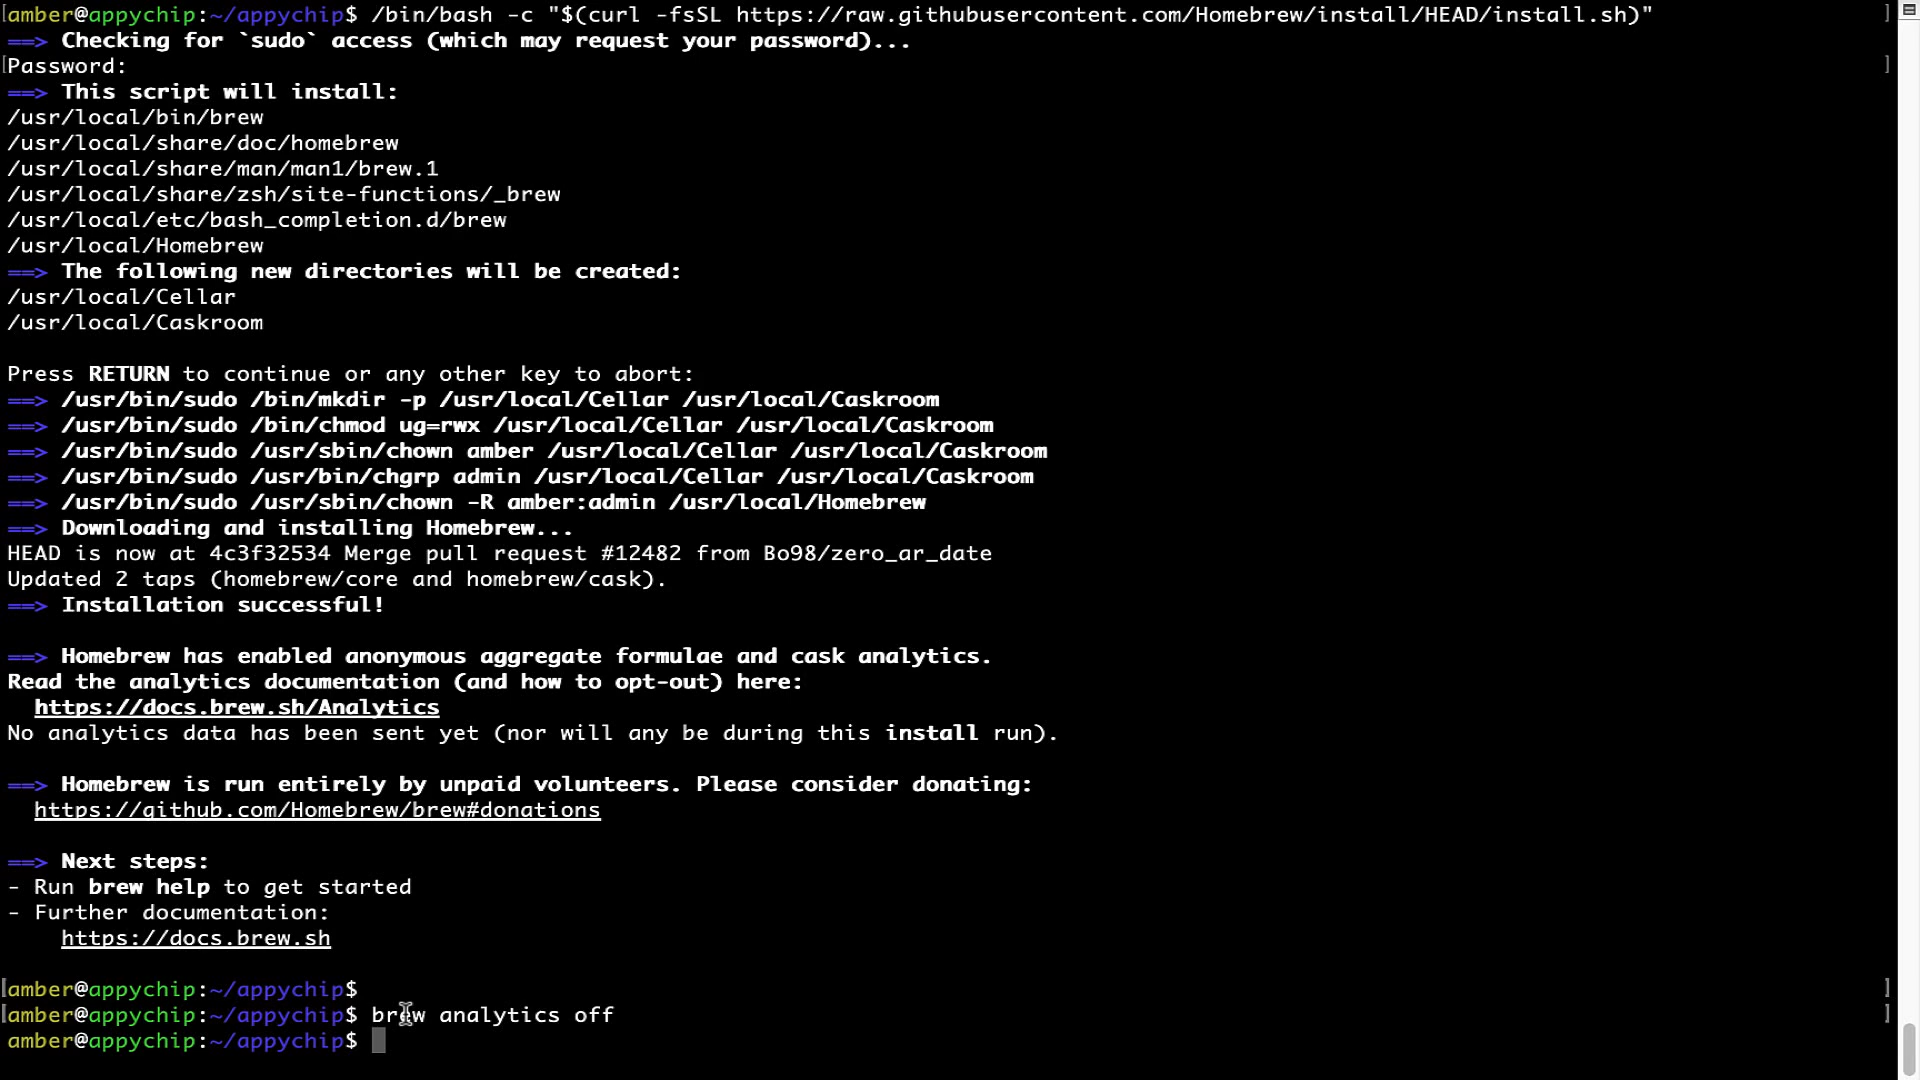 amber@appychip:~/appychip$ /bin/bash -c "$(curl -fsSL https://raw.githubusercontent.com/Homebrew/install/HEAD/install.sh)"
==> Checking for `sudo` access (which may request your password)...
Password:
==> This script will install:
/usr/local/bin/brew
/usr/local/share/doc/homebrew
/usr/local/share/man/man1/brew.1
/usr/local/share/zsh/site-functions/_brew
/usr/local/etc/bash_completion.d/brew
/usr/local/Homebrew
==> The following new directories will be created:
/usr/local/Cellar
/usr/local/Caskroom
Press RETURN to continue or any other key to abort:
==> /usr/bin/sudo /bin/mkdir -p /usr/local/Cellar /usr/local/Caskroom
==> /usr/bin/sudo /bin/chmod ug=rwx /usr/local/Cellar /usr/local/Caskroom
==> /usr/bin/sudo /usr/sbin/chown amber /usr/local/Cellar /usr/local/Caskroom
==> /usr/bin/sudo /usr/bin/chgrp admin /usr/local/Cellar /usr/local/Caskroom
==> /usr/bin/sudo /usr/sbin/chown -R amber:admin /usr/local/Homebrew
==> Downloading and installing Homebrew...
HEAD is now at 4c3f32534 Merge pull request #12482 from Bo98/zero_ar_date
Updated 2 taps (homebrew/core and homebrew/cask).
==> Installation successful!
==> Homebrew has enabled anonymous aggregate formulae and cask analytics.
Read the analytics documentation (and how to opt-out) here:
https://docs.brew.sh/Analytics
No analytics data has been sent yet (nor will any be during this install run).
==> Homebrew is run entirely by unpaid volunteers. Please consider donating:
https://github.com/Homebrew/brew#donations
==> Next steps:
- Run brew help to get started
- Further documentation:
https://docs.brew.sh
amber@appychip:~/appychip$
amber@appychip:~/appychip$ brew analytics off
amber@appychip:~/appychip$